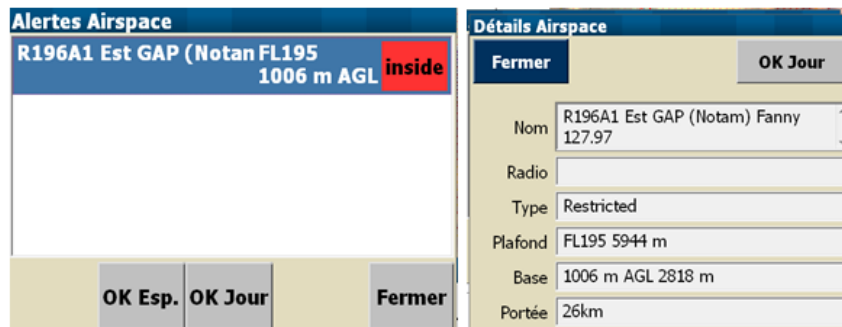 Alertes Airspace
R196A1 Est GAP (Notan FL195
1006 m AGL
inside
OK Esp.
OK Jour
Fermer
Détails Airspace
Fermer
OK Jour
Nom
R196A1 Est GAP (Notam) Fanny
127.97
Radio
Type
Restricted
Plafond
FL195 5944 m
Base
1006 m AGL 2818 m
Portée
26km